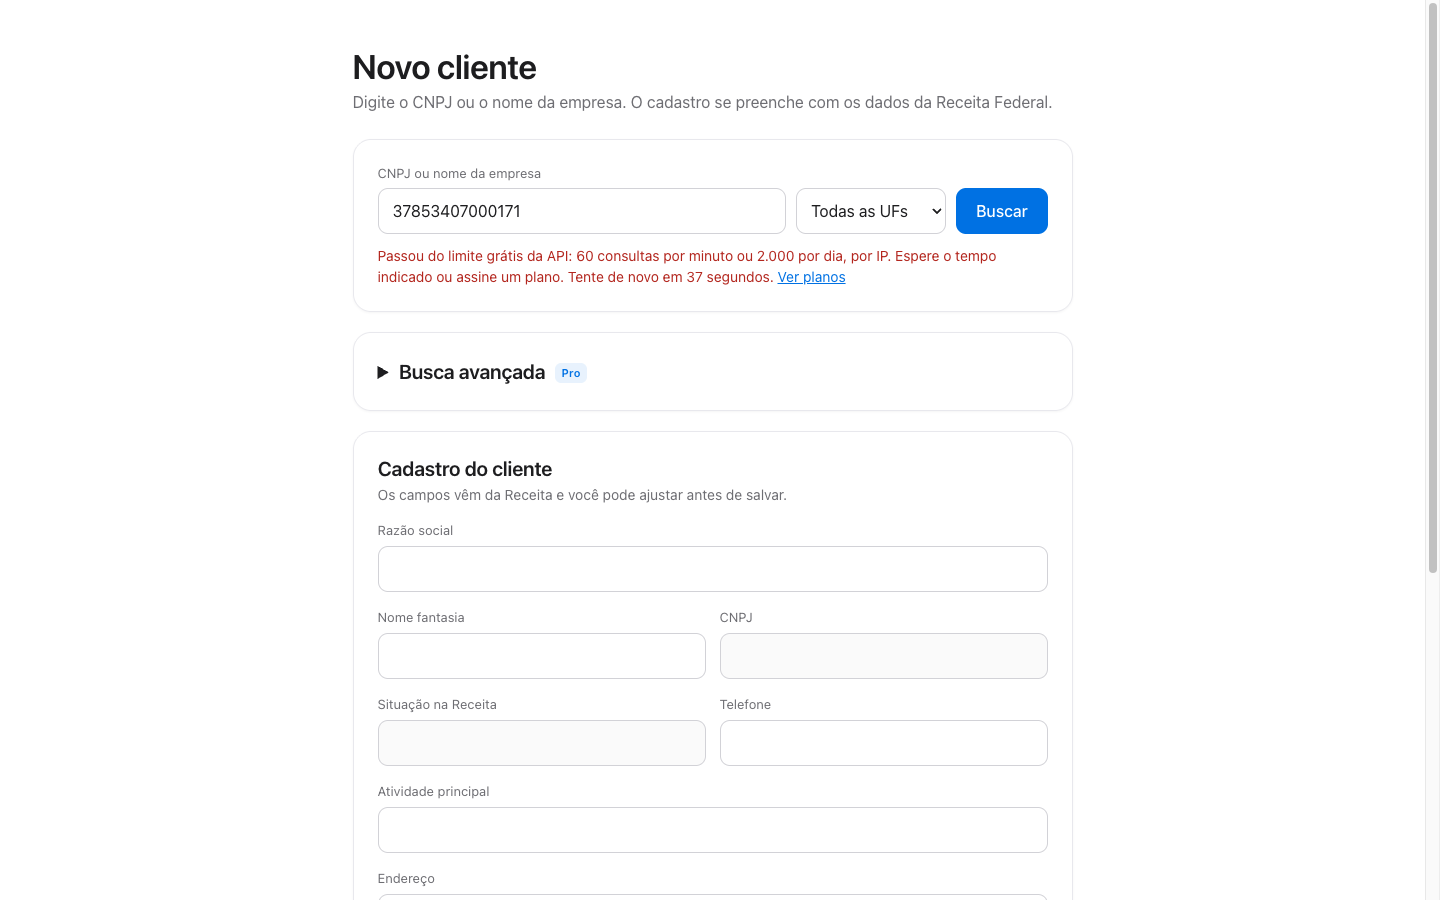 Novo cliente
Digite o CNPJ ou o nome da empresa. O cadastro se preenche com os dados da Receita Federal.
CNPJ ou nome da empresa
37853407000171
Todas as UFs
Buscar
Passou do limite grátis da API: 60 consultas por minuto ou 2.000 por dia, por IP. Espere o tempo
indicado ou assine um plano. Tente de novo em 37 segundos. Ver planos
Busca avançada
Pro
Cadastro do cliente
Os campos vêm da Receita e você pode ajustar antes de salvar.
Razão social
Nome fantasia
CNPJ
Situação na Receita
Telefone
Atividade principal
Endereço